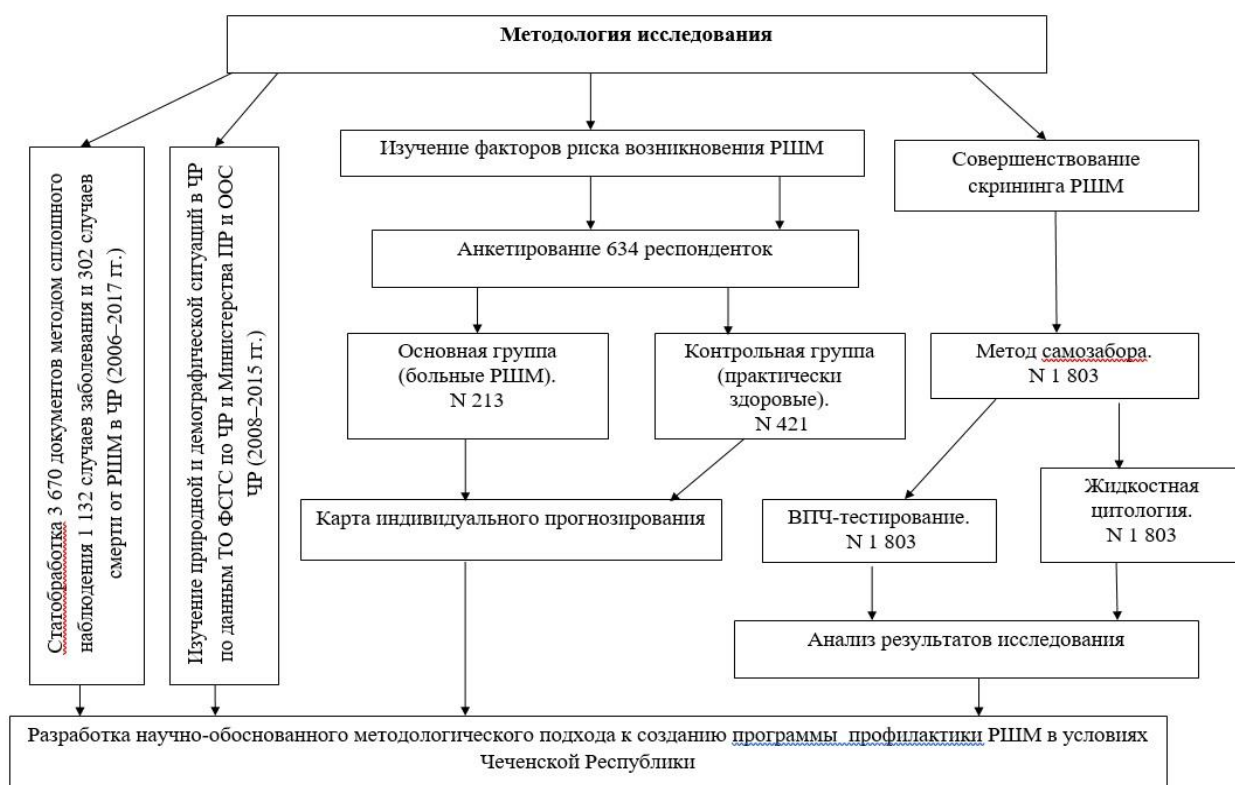 Методология исследования
Статобработка 3 670 документов методом сплошного
наблюдения 1 132 случаев заболевания и 302 случаев
смерти от РШМ в ЧР (2006–2017 гг.)
Изучение природной и демографической ситуаций в ЧР
по данным ТО ФСГС по ЧР и Министерства ПР и ООС
ЧР (2008–2015 гг.)
Изучение факторов риска возникновения РШМ
Анкетирование 634 респонденток
Основная группа
(больные РШМ).
N 213
Контрольная группа
(практически
здоровые).
N 421
Карта индивидуального прогнозирования
Совершенствование
скрининга РШМ
Метод самозабора.
N 1 803
ВПЧ-тестирование.
N 1 803
Жидкостная
цитология.
N 1 803
Анализ результатов исследования
Разработка научно-обоснованного методологического подхода к созданию программы профилактики РШМ в условиях
Чеченской Республики